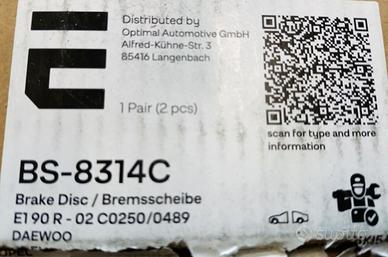 Distributed by
Optimal Automotive GmbH
Alfred-Kühne-Str. 3
85416 Langenbach
1 Pair (2 pcs)
scan for type and more
information
BS-8314C
Brake Disc / Bremsscheibe
E1 90 R - 02 C0250/0489
DAEWOO
subito